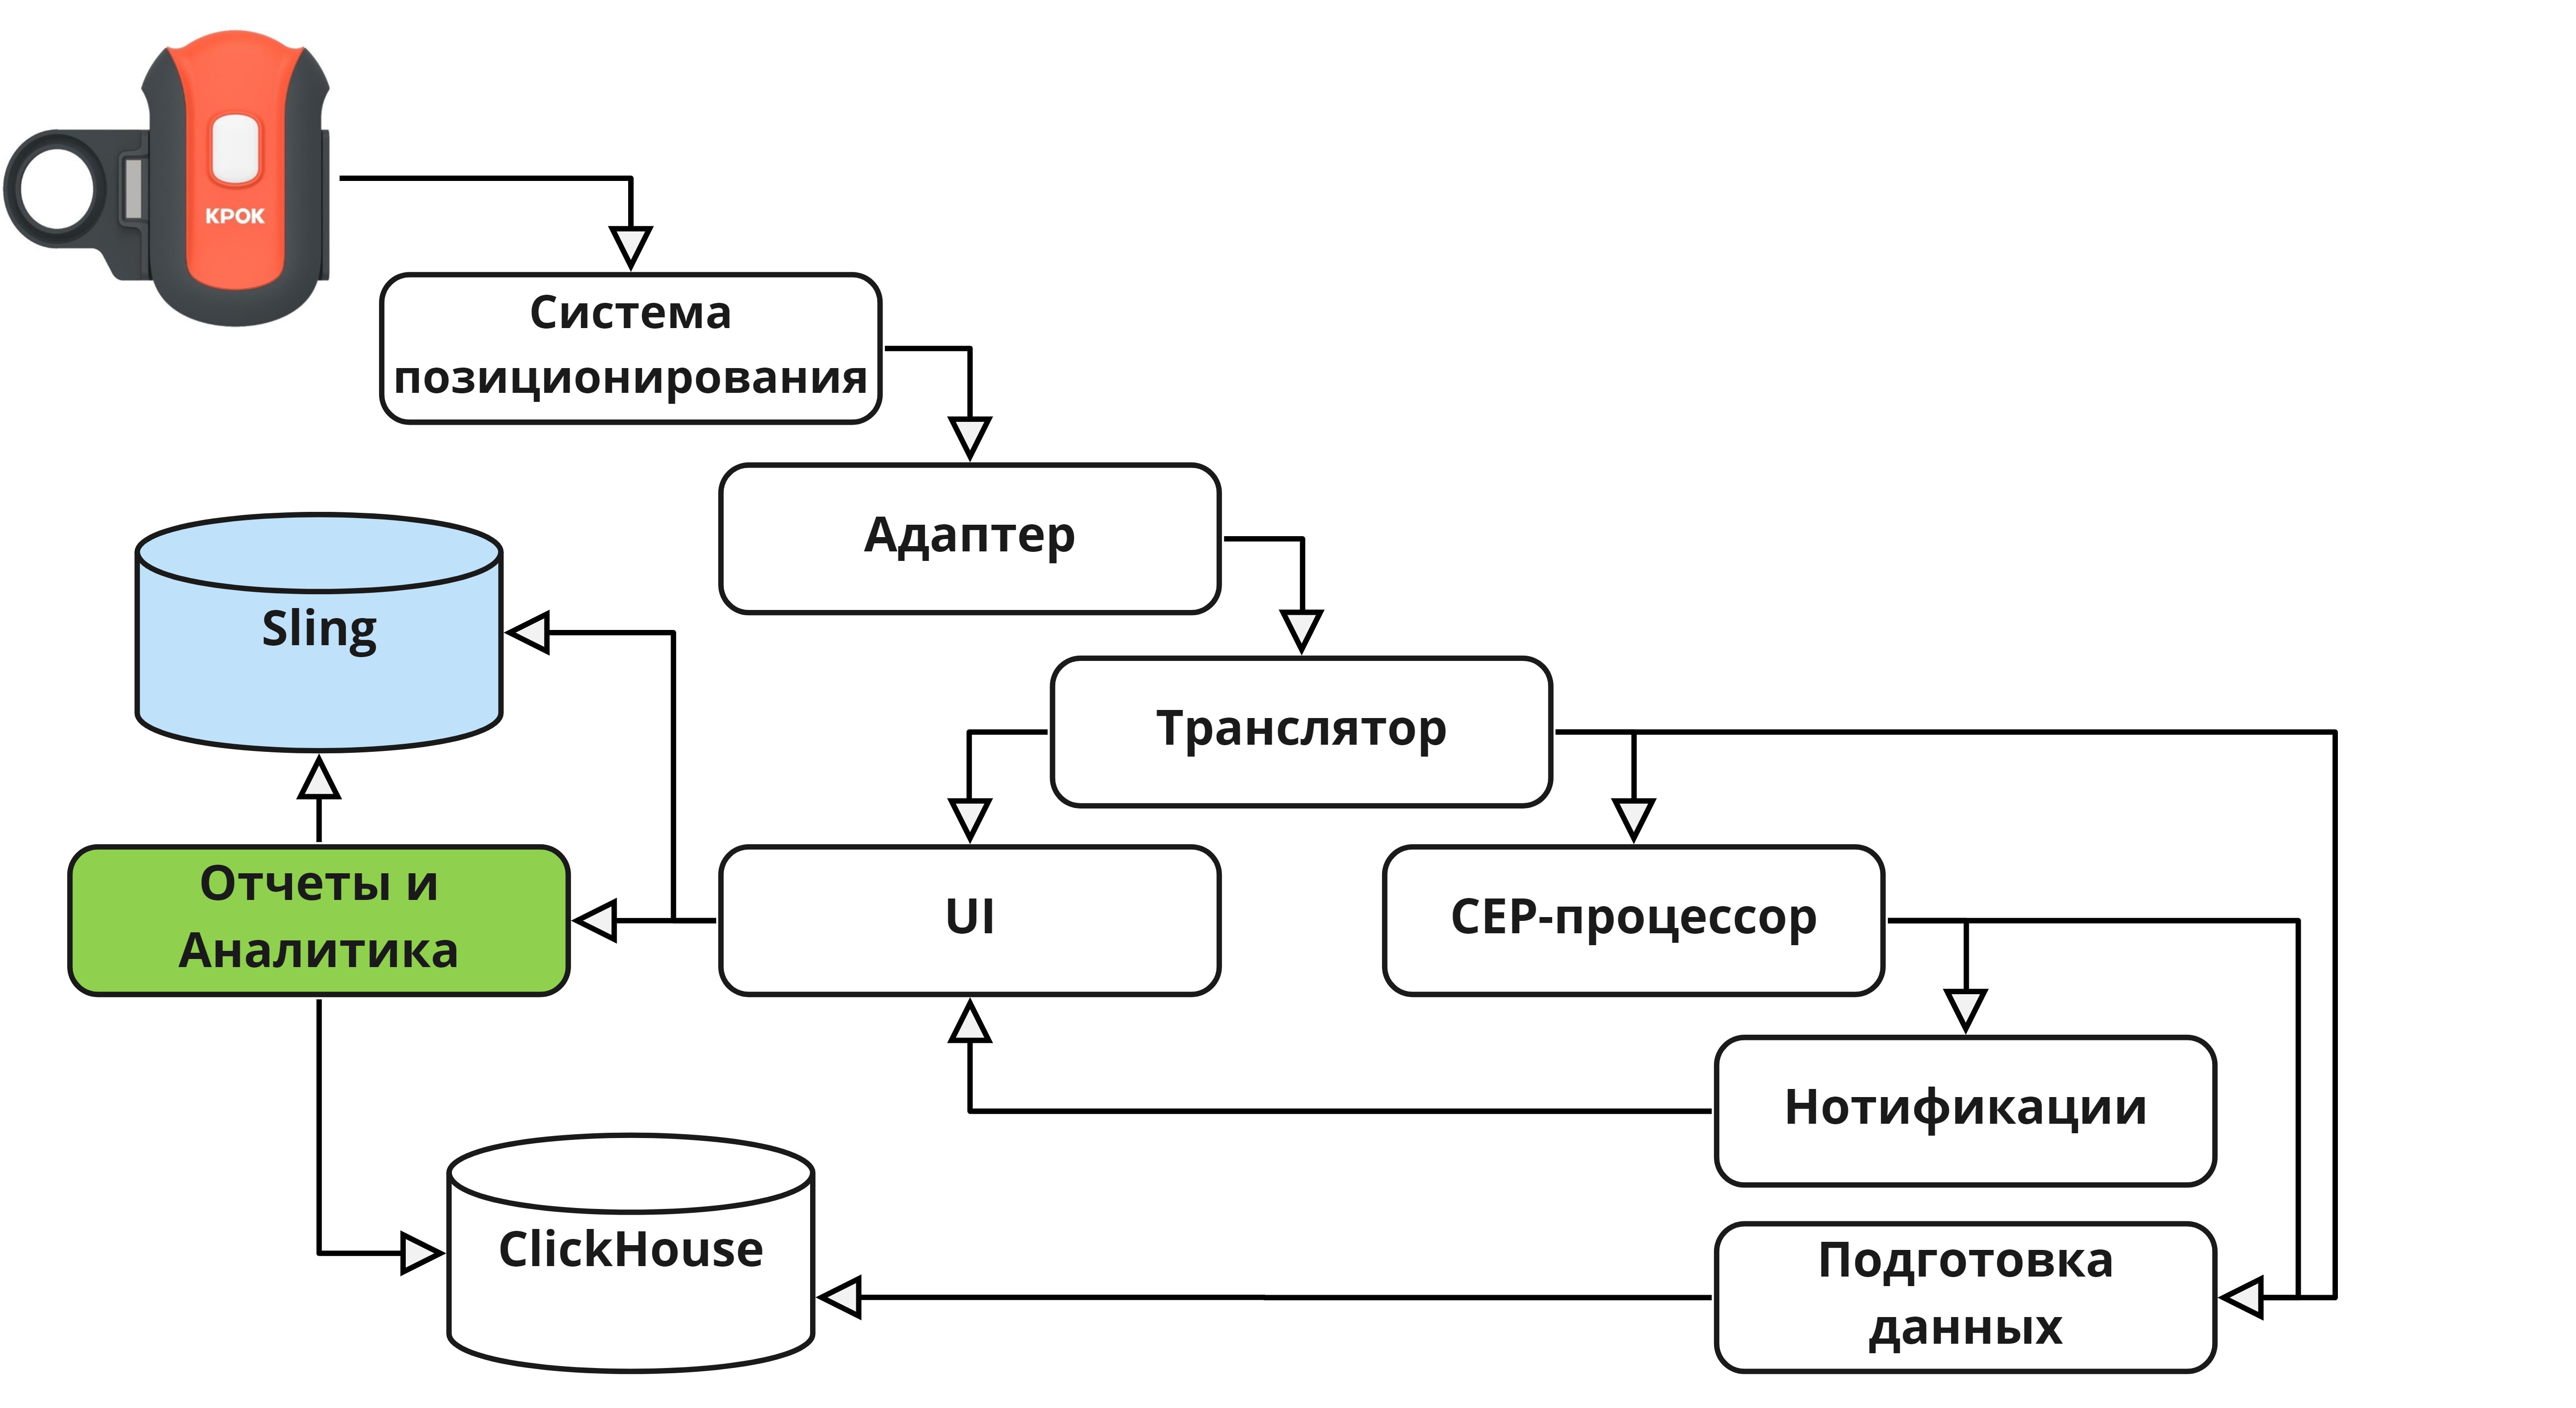 КРОК
Система
позиционирования
Адаптер
Sling
Транслятор
Отчеты и
Аналитика
UI
CEP-процессор
Нотификации
ClickHouse
Подготовка
данных